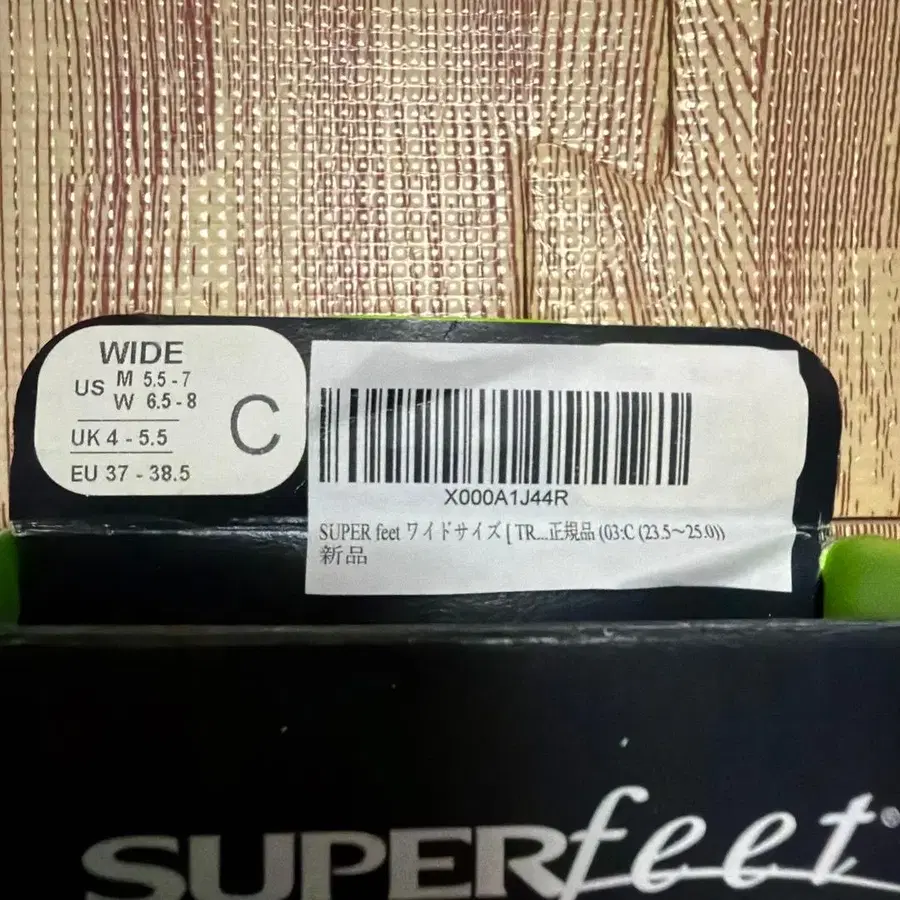 WIDE
US M 5.5 - 7
W 6.5 - 8
UK 4 - 5.5
EU 37 - 38.5
C
X000A1J44R
SUPER feet ワイドサイズ [ TR...正規品 (03:C (23.5～25.0))
新品
SUPERfeet®